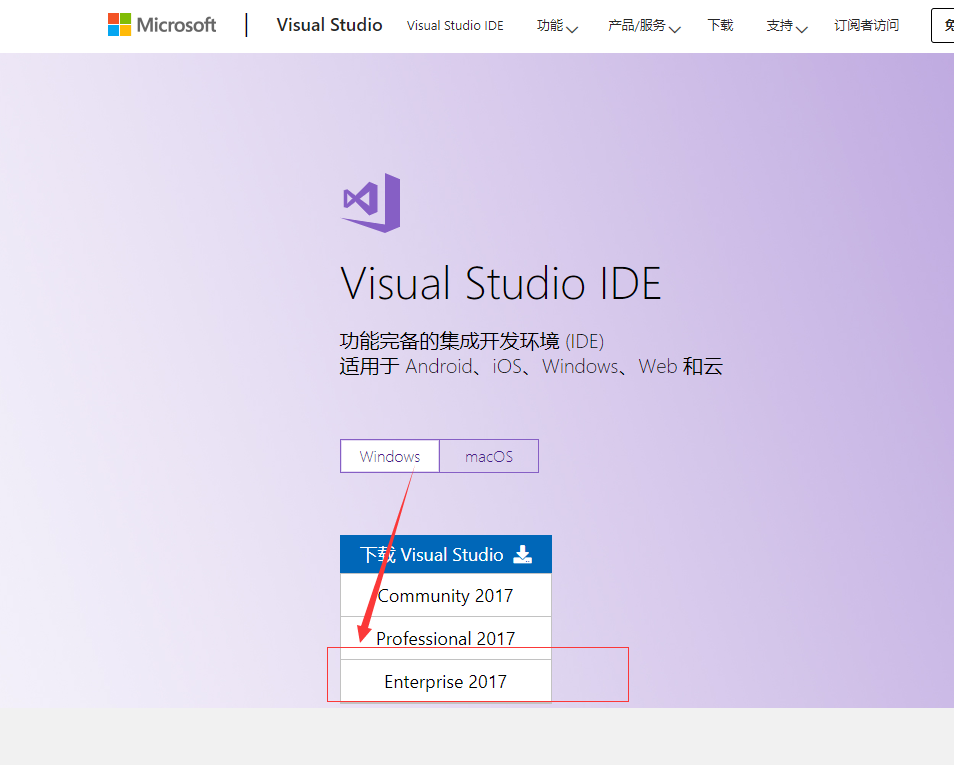 Microsoft Visual Studio Visual Studio IDE 功能 产品/服务 下载 支持 订阅者访问
Visual Studio IDE
功能完备的集成开发环境 (IDE)
适用于 Android、iOS、Windows、Web 和云
Windows macOS
下载 Visual Studio
Community 2017
Professional 2017
Enterprise 2017